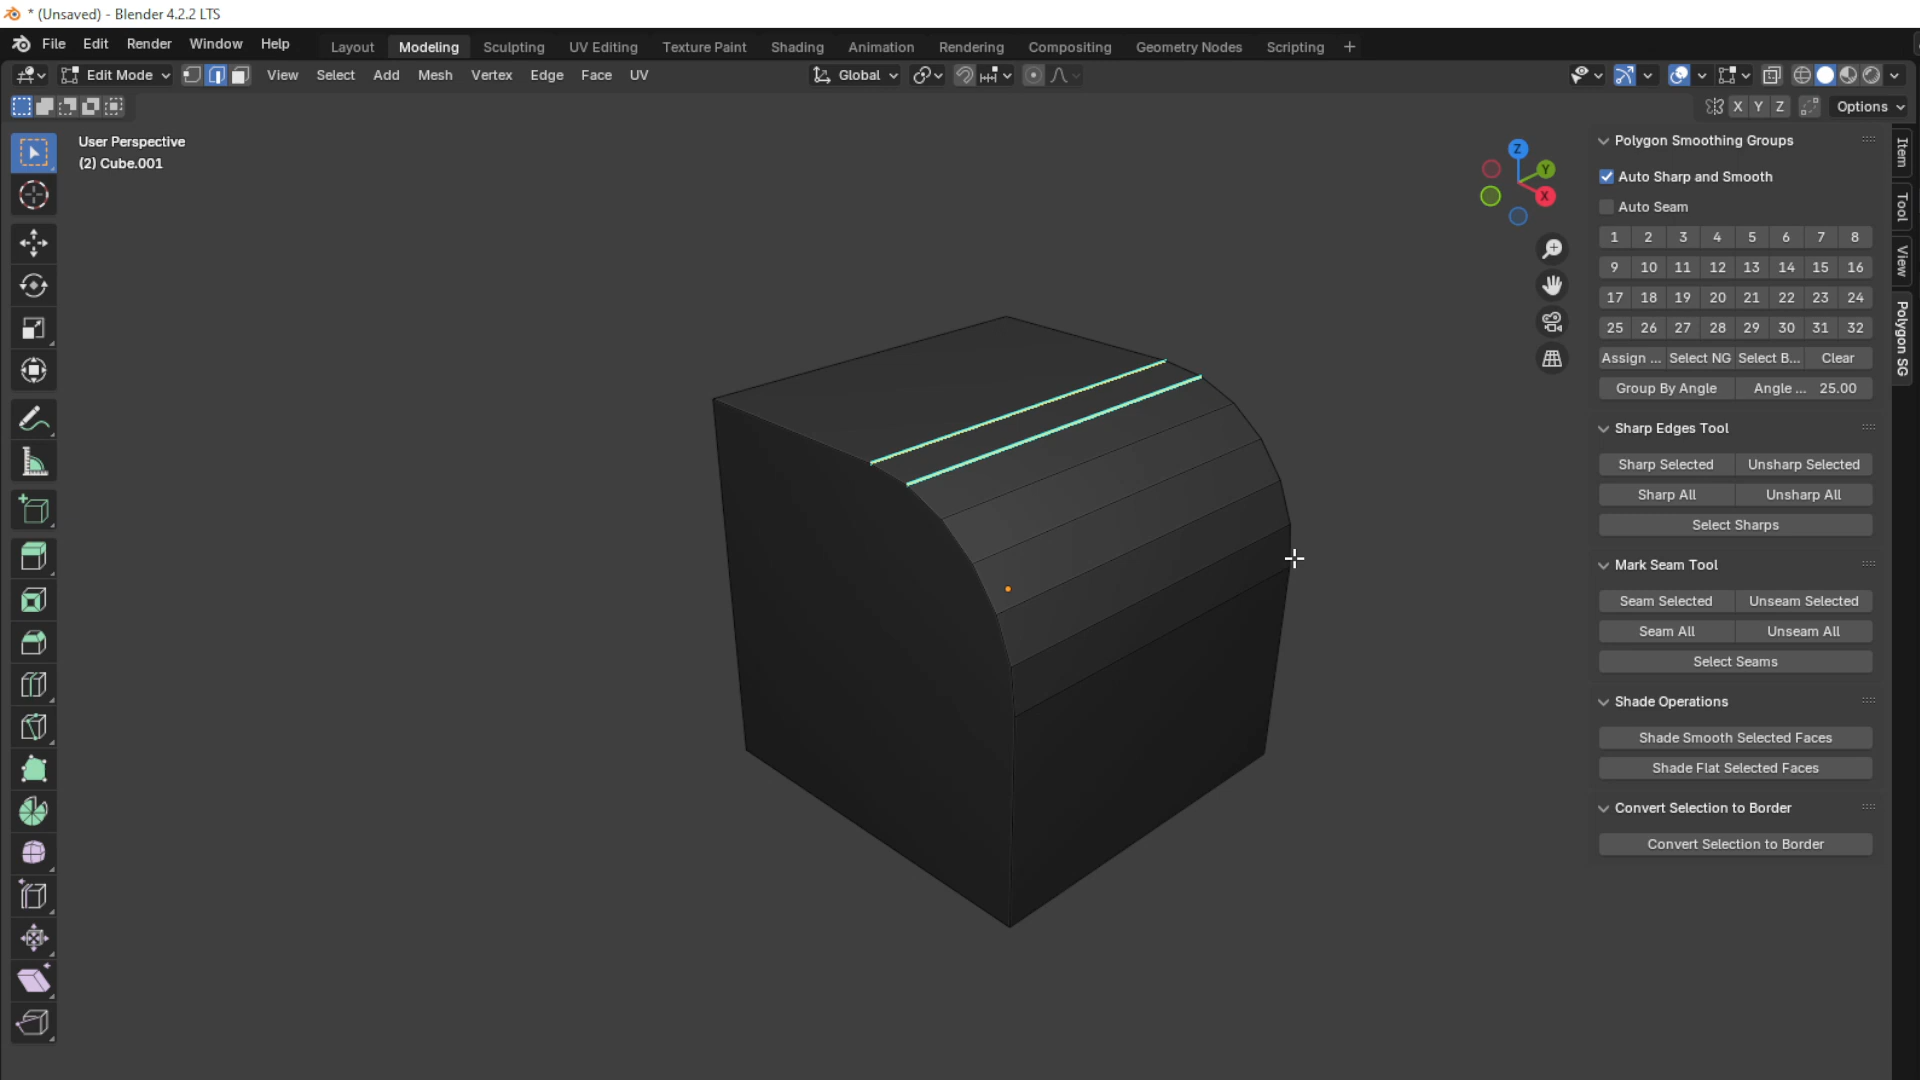 * (Unsaved) - Blender 4.2.2 LTS
File Edit Render Window Help Layout Modeling Sculpting UV Editing Texture Paint Shading Animation Rendering Compositing Geometry Nodes Scripting +
Edit Mode View Select Add Mesh Vertex Edge Face UV Global
X Y Z Options
User Perspective
(2) Cube.001
Z
Y
X
Polygon Smoothing Groups
Auto Sharp and Smooth
Auto Seam
1 2 3 4 5 6 7 8
9 10 11 12 13 14 15 16
17 18 19 20 21 22 23 24
25 26 27 28 29 30 31 32
Assign ... Select NG Select B... Clear
Group By Angle Angle ... 25.00
Sharp Edges Tool
Sharp Selected Unsharp Selected
Sharp All Unsharp All
Select Sharps
Mark Seam Tool
Seam Selected Unseam Selected
Seam All Unseam All
Select Seams
Shade Operations
Shade Smooth Selected Faces
Shade Flat Selected Faces
Convert Selection to Border
Convert Selection to Border
Item
Tool
View
Polygon SG